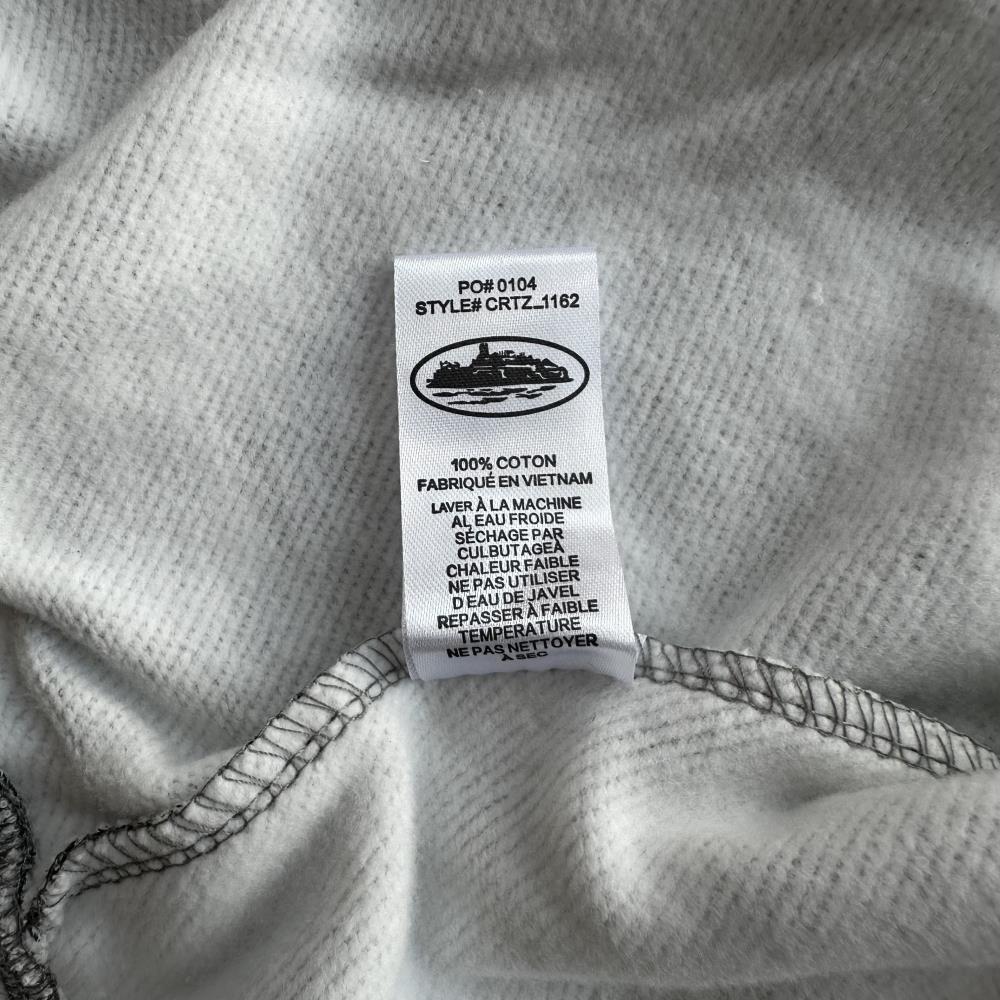 PO# 0104
STYLE# CRTZ_1162
100% COTON
FABRIQUÉ EN VIETNAM
LAVER À LA MACHINE
AL EAU FROIDE
SÉCHAGE PAR
CULBUTAGEÀ
CHALEUR FAIBLE
NE PAS UTILISER
D EAU DE JAVEL
REPASSER À FAIBLE
TEMPERATURE
NE PAS NETTOYER
À SEC